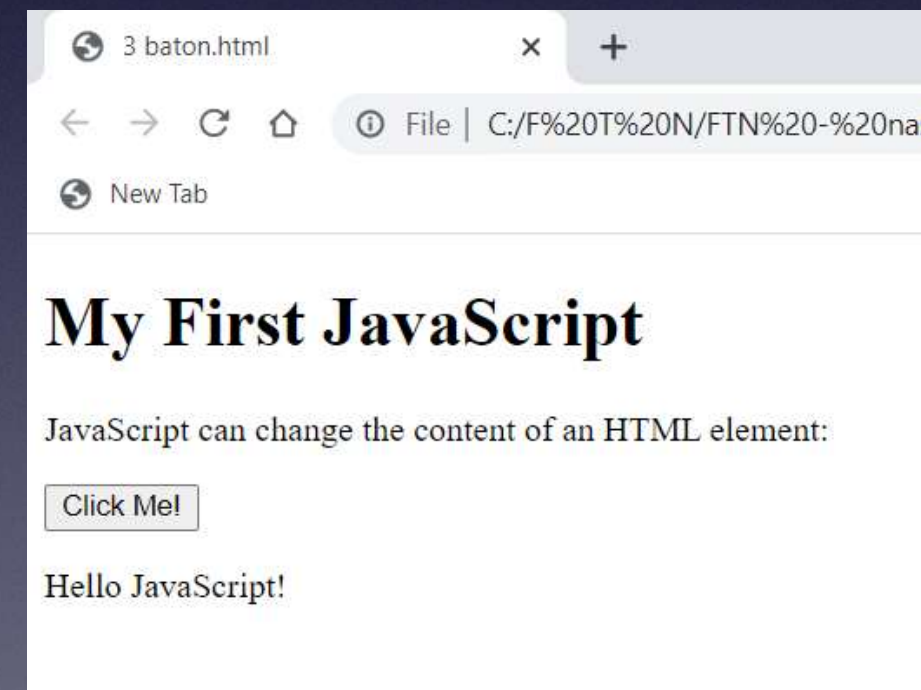 3 baton.html
File | C:/F%20T%20N/FTN%20-%20na
New Tab
My First JavaScript
JavaScript can change the content of an HTML element:
Click Me!
Hello JavaScript!